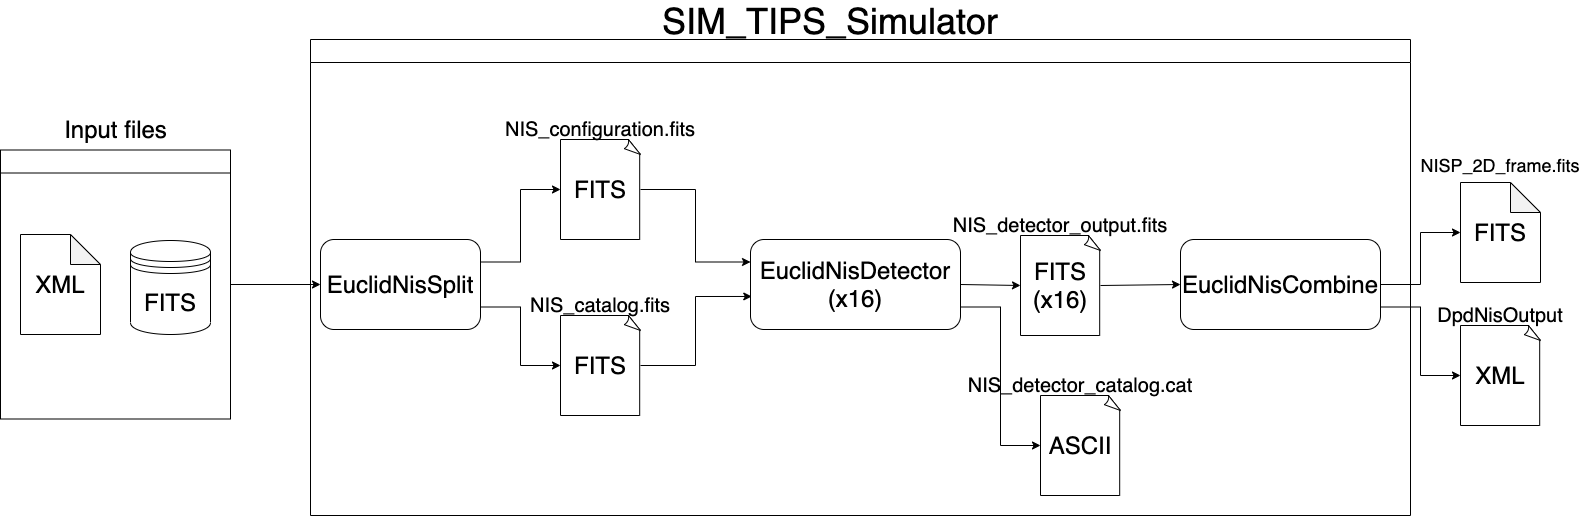 SIM_TIPS_Simulator
Input files
XML
FITS
EuclidNisSplit
NIS_configuration.fits
FITS
NIS_catalog.fits
FITS
EuclidNisDetector
(x16)
NIS_detector_output.fits
FITS
(x16)
NIS_detector_catalog.cat
ASCII
EuclidNisCombine
NISP_2D_frame.fits
FITS
DpdNisOutput
XML